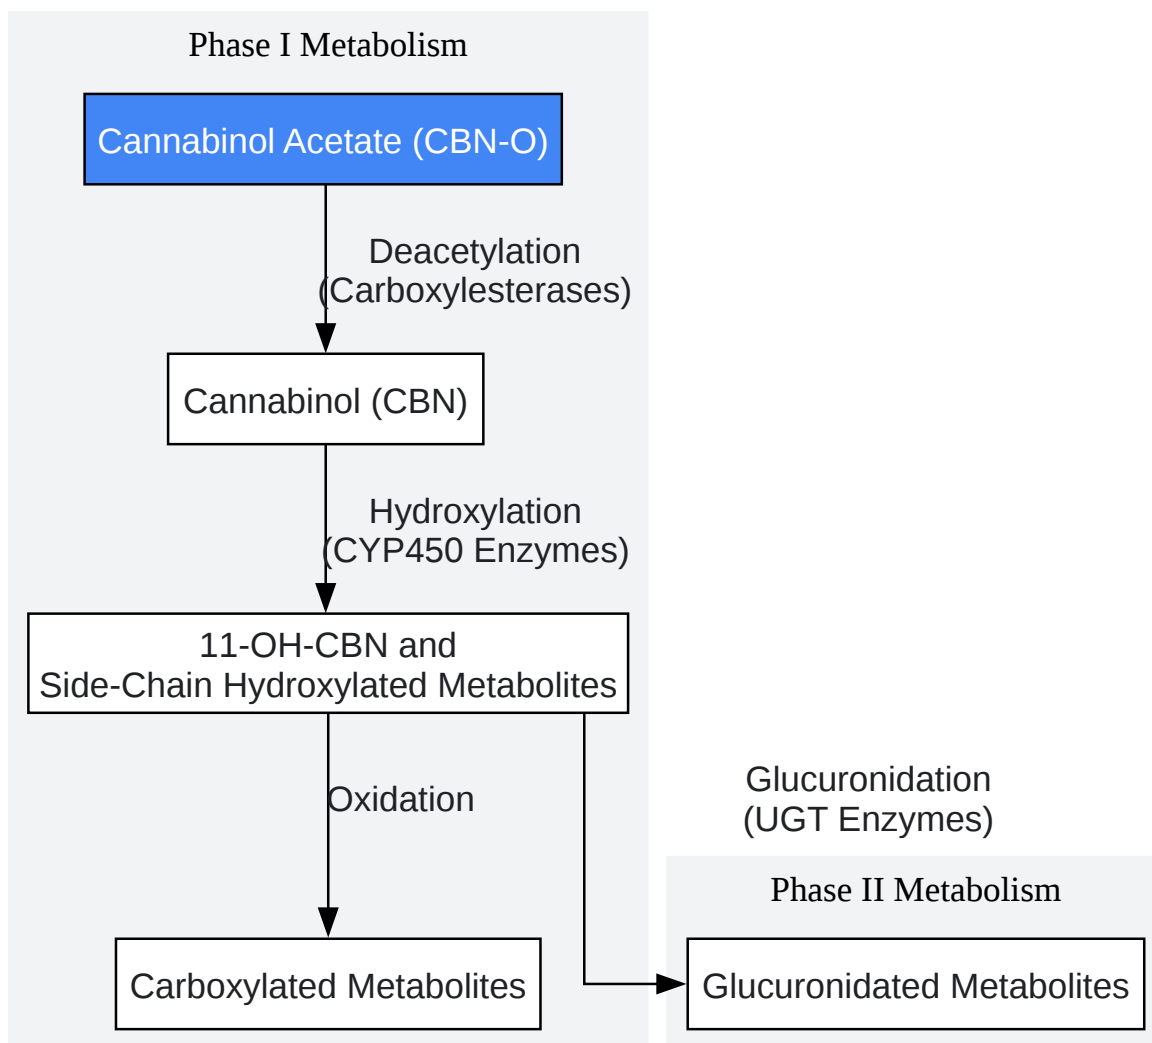 Phase I Metabolism
Cannabinol Acetate (CBN-O)
Deacetylation
(Carboxylesterases)
Cannabinol (CBN)
Hydroxylation
(CYP450 Enzymes)
11-OH-CBN and
Side-Chain Hydroxylated Metabolites
Oxidation
Glucuronidation
(UGT Enzymes)
Phase II Metabolism
Carboxylated Metabolites
Glucuronidated Metabolites